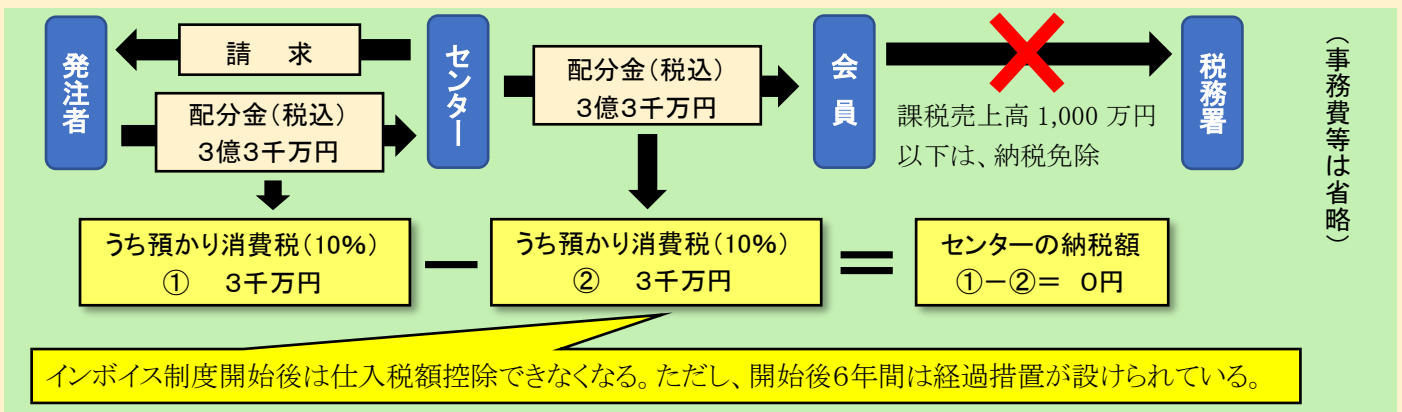 発注者
請　求
配分金(税込)
3億3千万円
センター
配分金(税込)
3億3千万円
会員
課税売上高 1,000 万円
以下は、納税免除
税務署
（事務費等は省略）
うち預かり消費税(10%)
①　3千万円
うち預かり消費税(10%)
②　3千万円
センターの納税額
①－②＝ 0円
インボイス制度開始後は仕入税額控除できなくなる。ただし、開始後6年間は経過措置が設けられている。